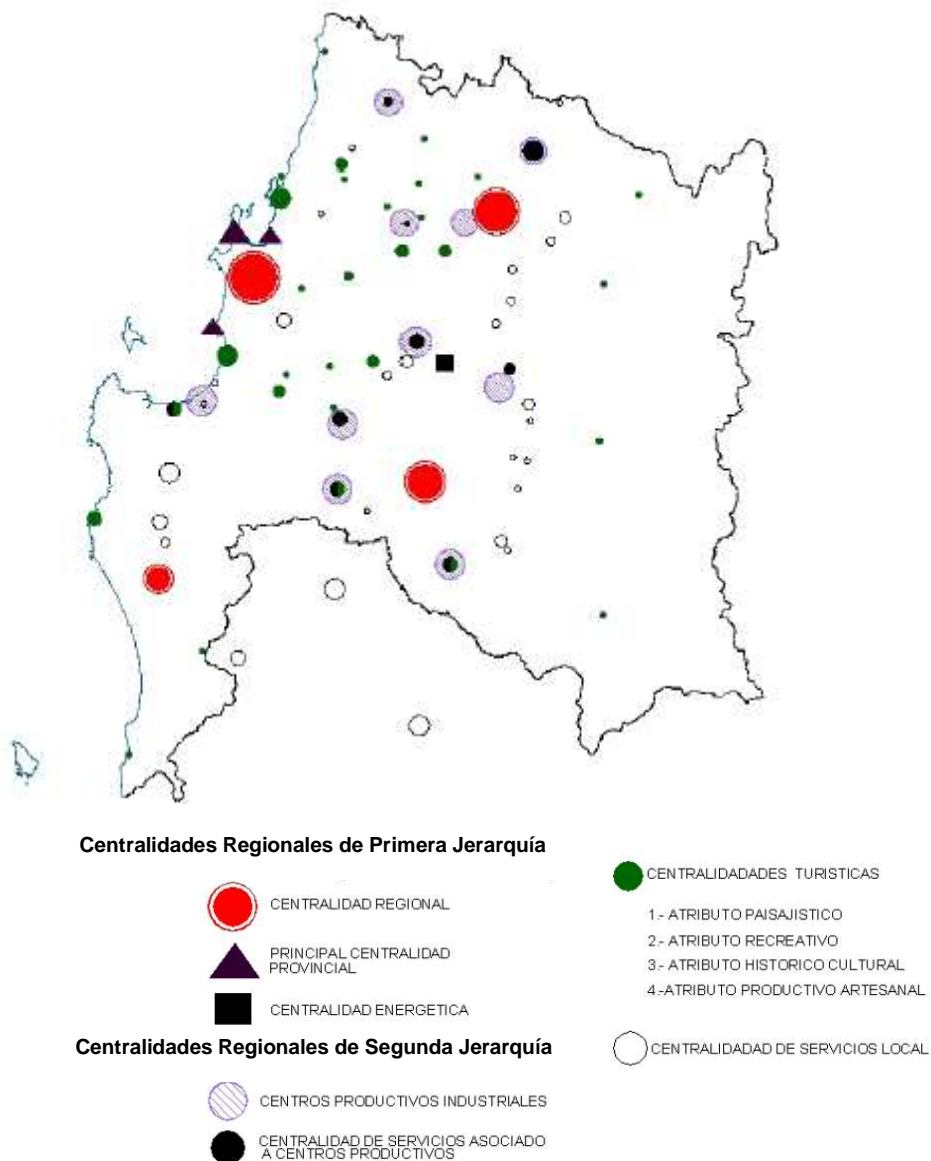 Centralidades Regionales de Primera Jerarquía
CENTRALIDAD REGIONAL
PRINCIPAL CENTRALIDAD
PROVINCIAL
CENTRALIDAD ENERGETICA
Centralidades Regionales de Segunda Jerarquía
CENTROS PRODUCTIVOS INDUSTRIALES
CENTRALIDAD DE SERVICIOS ASOCIADO
A CENTROS PRODUCTIVOS
CENTRALIDADADES TURISTICAS
1.- ATRIBUTO PAISAJISTICO
2.- ATRIBUTO RECREATIVO
3.- ATRIBUTO HISTORICO CULTURAL
4.-ATRIBUTO PRODUCTIVO ARTESANAL
CENTRALIDADAD DE SERVICIOS LOCAL